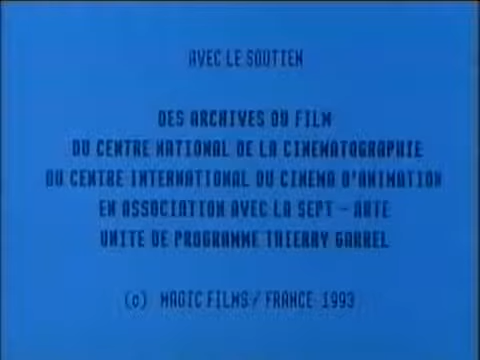 AVEC LE SOUTIEN
DES ARCHIVES DU FILM
DU CENTRE NATIONAL DE LA CINEMATOGRAPHIE
DU CENTRE INTERNATIONAL DU CINEMA D'ANIMATION
EN ASSOCIATION AVEC LA SEPT - ARTE
UNITE DE PROGRAMME THIERRY GARREL
(c) MAGIC FILMS / FRANCE 1993